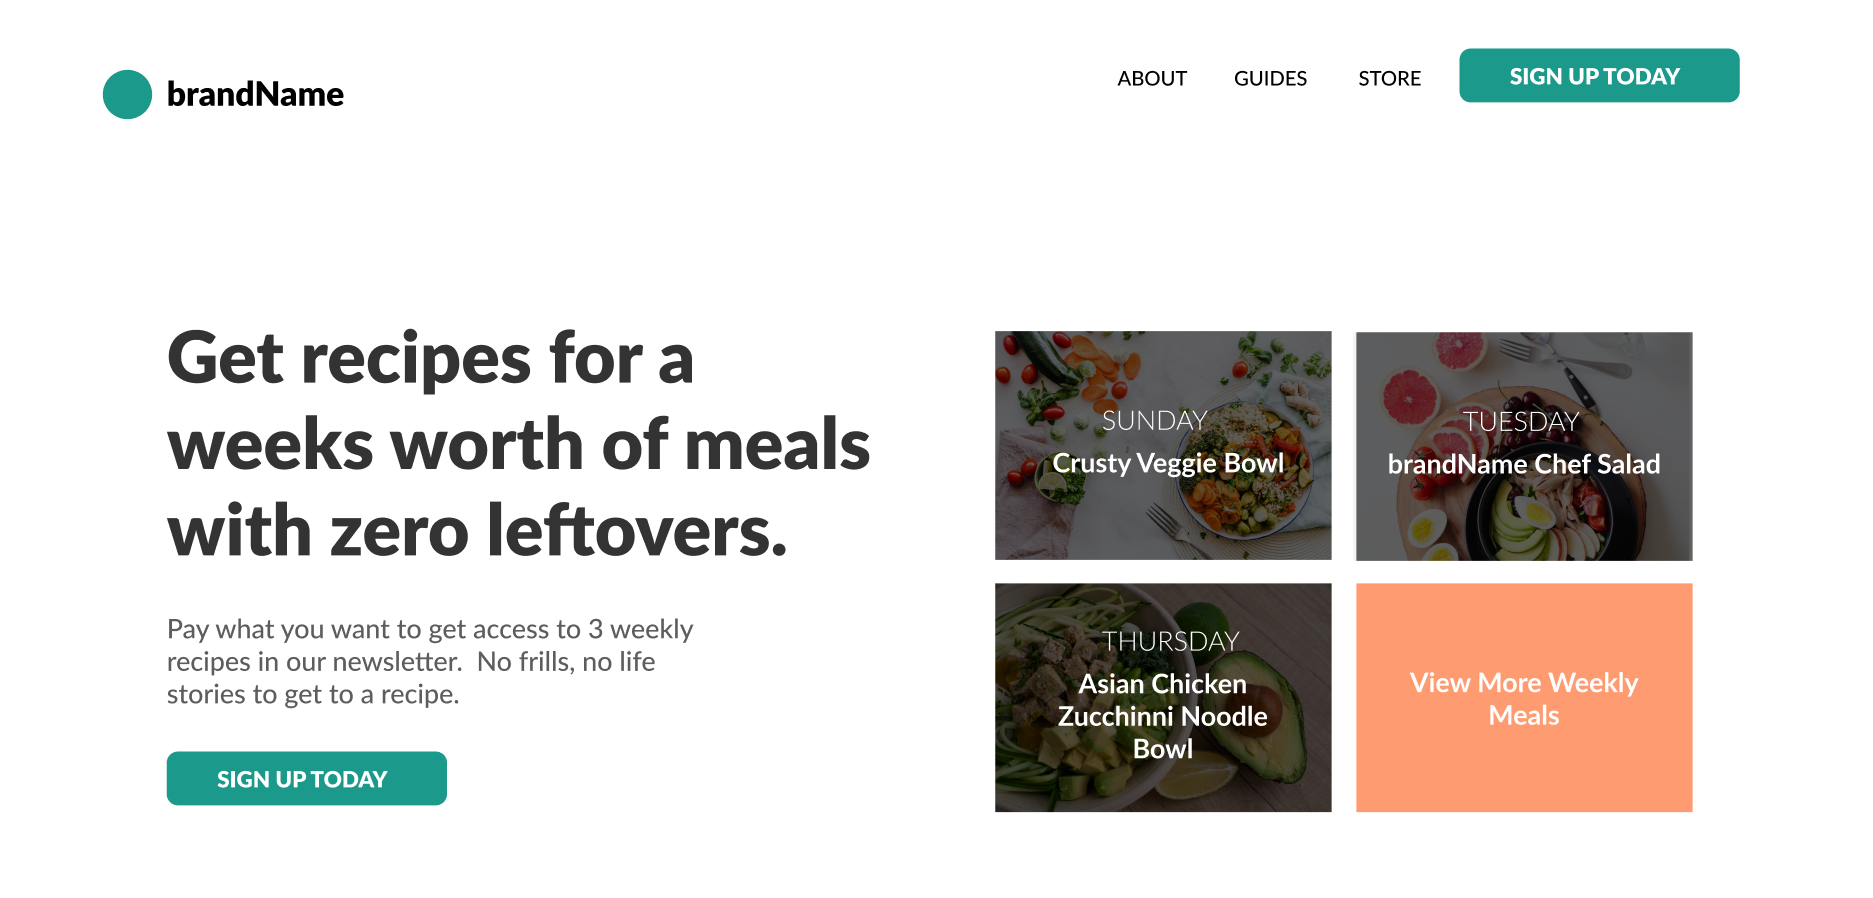 brandName
ABOUT
GUIDES
STORE
SIGN UP TODAY
Get recipes for a
weeks worth of meals
with zero leftovers.
Pay what you want to get access to 3 weekly
recipes in our newsletter.  No frills, no life
stories to get to a recipe.
SIGN UP TODAY
SUNDAY
Crusty Veggie Bowl
TUESDAY
brandName Chef Salad
THURSDAY
Asian Chicken
Zucchinni Noodle
Bowl
View More Weekly
Meals